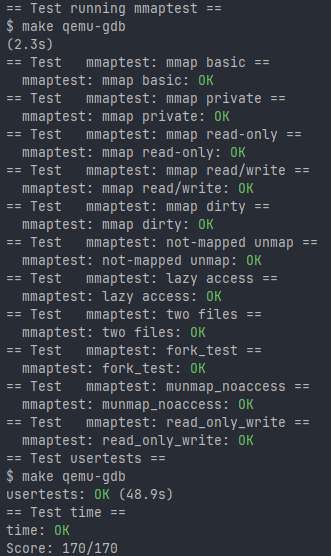 == Test running mmaptest ==
$ make qemu-gdb
(2.3s)
== Test   mmaptest: mmap basic ==
  mmaptest: mmap basic: OK
== Test   mmaptest: mmap private ==
  mmaptest: mmap private: OK
== Test   mmaptest: mmap read-only ==
  mmaptest: mmap read-only: OK
== Test   mmaptest: mmap read/write ==
  mmaptest: mmap read/write: OK
== Test   mmaptest: mmap dirty ==
  mmaptest: mmap dirty: OK
== Test   mmaptest: not-mapped unmap ==
  mmaptest: not-mapped unmap: OK
== Test   mmaptest: lazy access ==
  mmaptest: lazy access: OK
== Test   mmaptest: two files ==
  mmaptest: two files: OK
== Test   mmaptest: fork_test ==
  mmaptest: fork_test: OK
== Test   mmaptest: munmap_noaccess ==
  mmaptest: munmap_noaccess: OK
== Test   mmaptest: read_only_write ==
  mmaptest: read_only_write: OK
== Test usertests ==
$ make qemu-gdb
usertests: OK (48.9s)
== Test time ==
time: OK
Score: 170/170